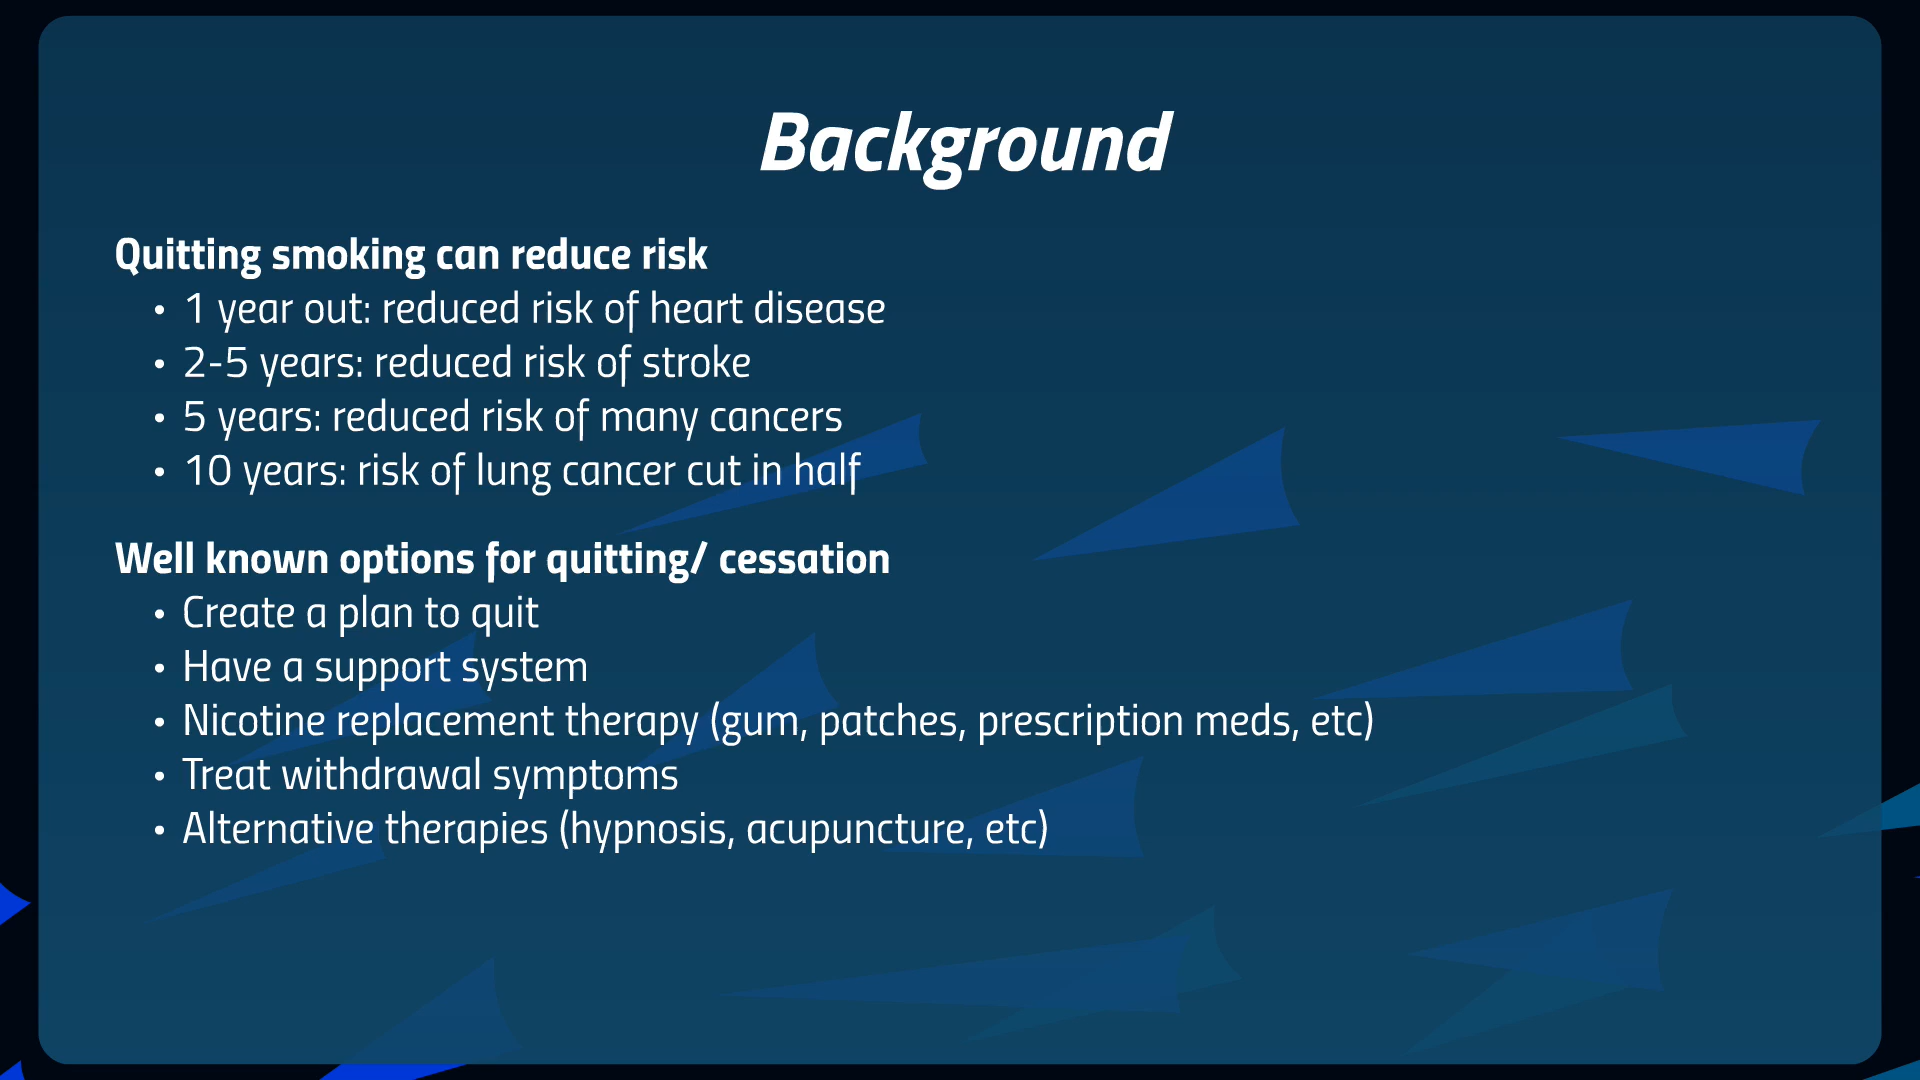 Background
Quitting smoking can reduce risk
• 1 year out: reduced risk of heart disease
• 2-5 years: reduced risk of stroke
• 5 years: reduced risk of many cancers
• 10 years: risk of lung cancer cut in half
Well known options for quitting/ cessation
• Create a plan to quit
• Have a support system
• Nicotine replacement therapy (gum, patches, prescription meds, etc)
• Treat withdrawal symptoms
• Alternative therapies (hypnosis, acupuncture, etc)